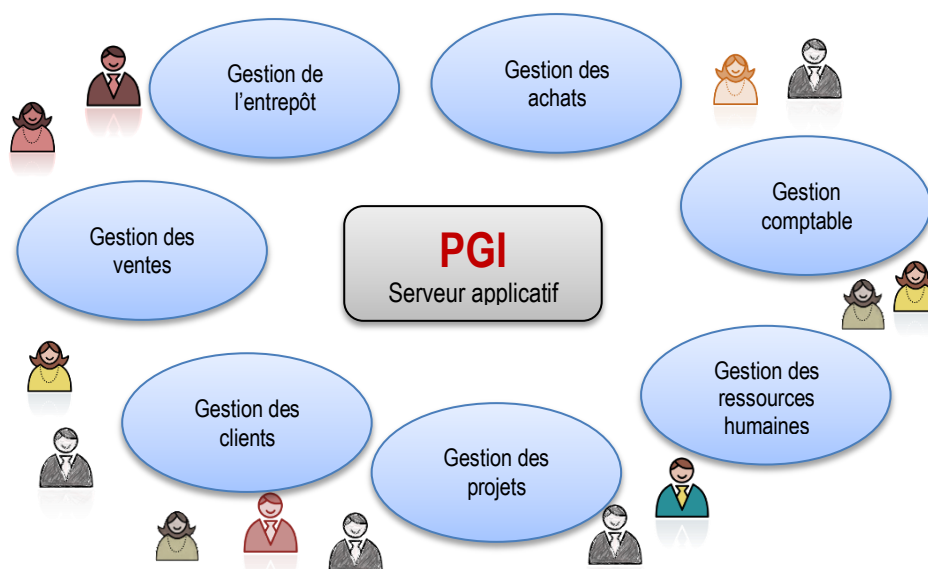 Gestion de
l'entrepôt
Gestion des
achats
Gestion
comptable
Gestion des
ventes
PGI
Serveur applicatif
Gestion des
ressources
humaines
Gestion des
clients
Gestion des
projets